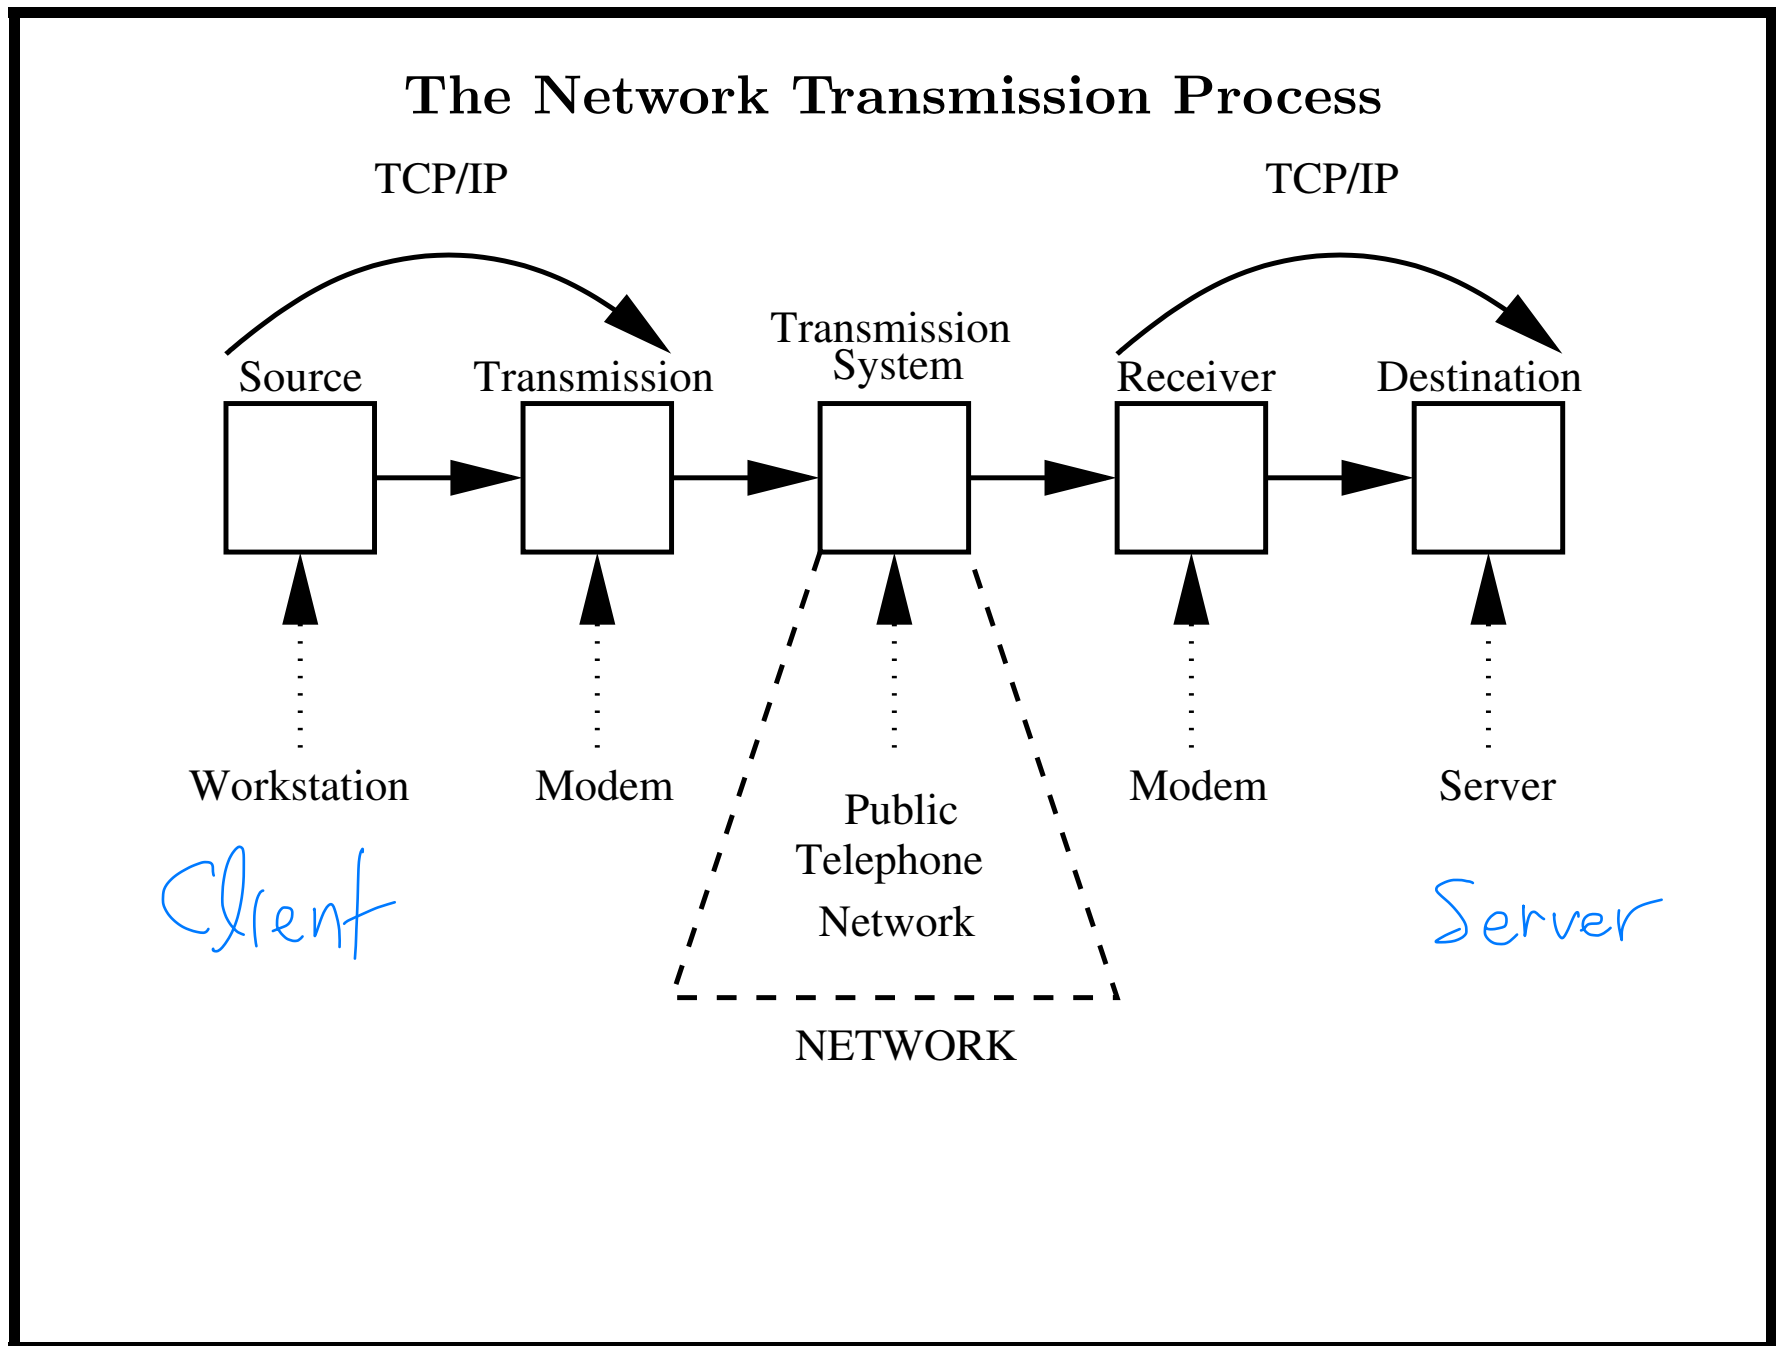 The Network Transmission Process
TCP/IP
TCP/IP
Transmission
System
Source
Transmission
Receiver
Destination
Workstation
Modem
Public
Telephone
Network
Modem
Server
Client
Server
NETWORK